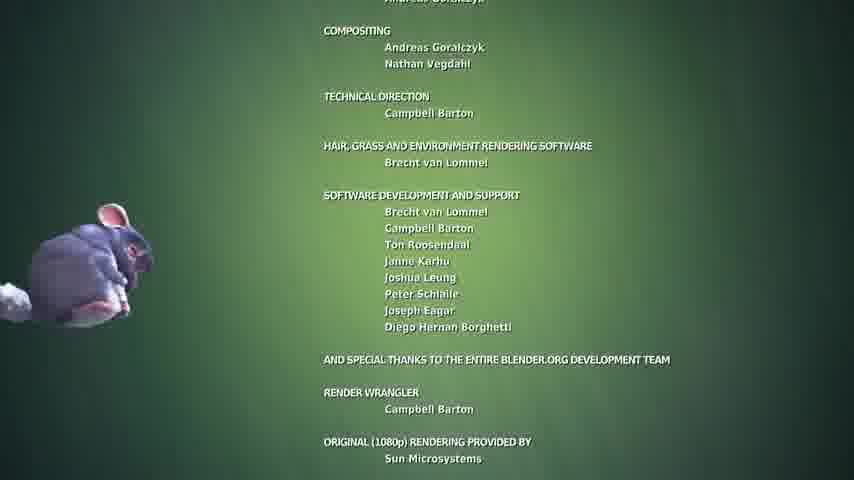 Andreas Goralczyk
COMPOSITING
Andreas Goralczyk
Nathan Vegdahl
TECHNICAL DIRECTION
Campbell Barton
HAIR, GRASS AND ENVIRONMENT RENDERING SOFTWARE
Brecht van Lommel
SOFTWARE DEVELOPMENT AND SUPPORT
Brecht van Lommel
Campbell Barton
Ton Roosendaal
Janne Karhu
Joshua Leung
Peter Schlaile
Joseph Eagar
Diego Hernan Borghetti
AND SPECIAL THANKS TO THE ENTIRE BLENDER.ORG DEVELOPMENT TEAM
RENDER WRANGLER
Campbell Barton
ORIGINAL (1080p) RENDERING PROVIDED BY
Sun Microsystems